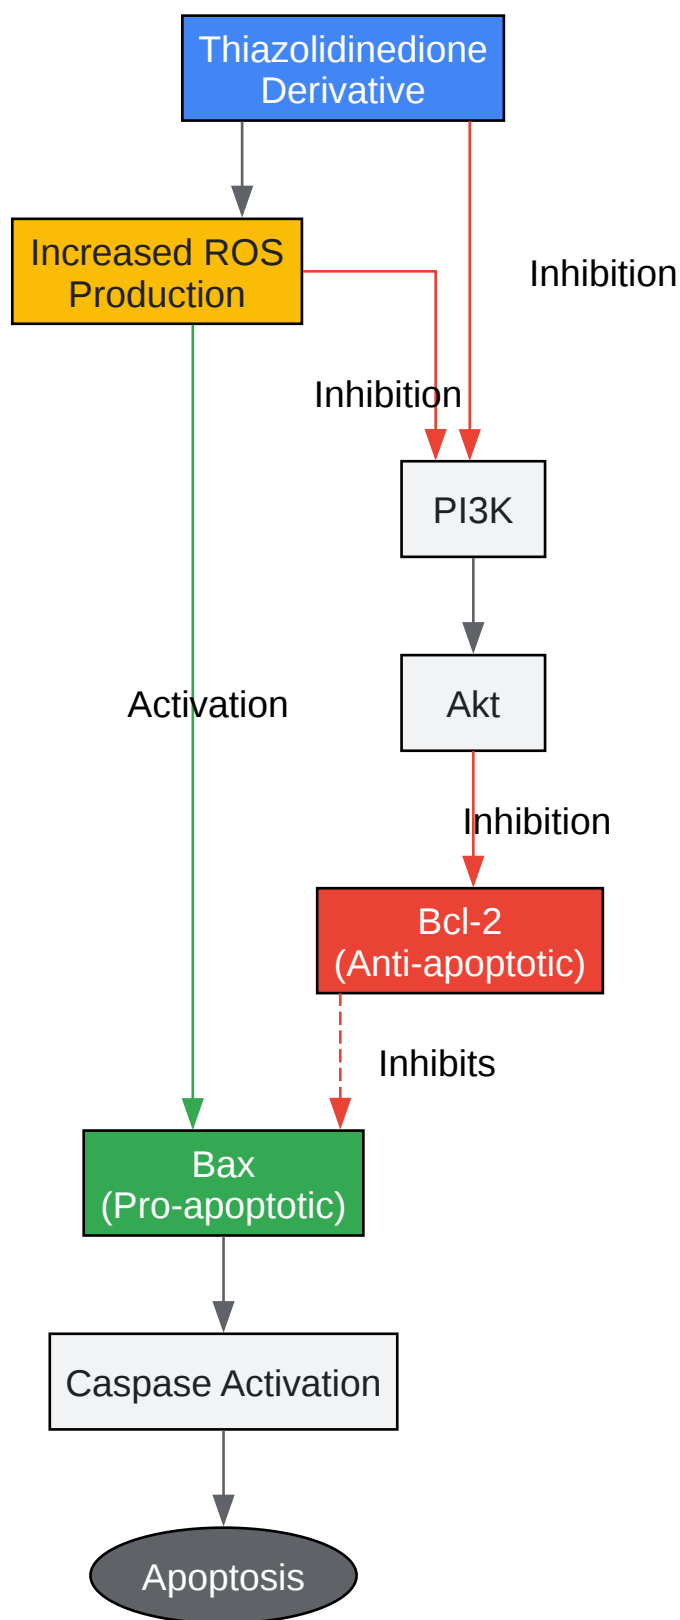 Thiazolidinedione
Derivative
Increased ROS
Production
Inhibition
Inhibition
PI3K
Akt
Activation
Inhibition
Bcl-2
(Anti-apoptotic)
Inhibits
Bax
(Pro-apoptotic)
Caspase Activation
Apoptosis